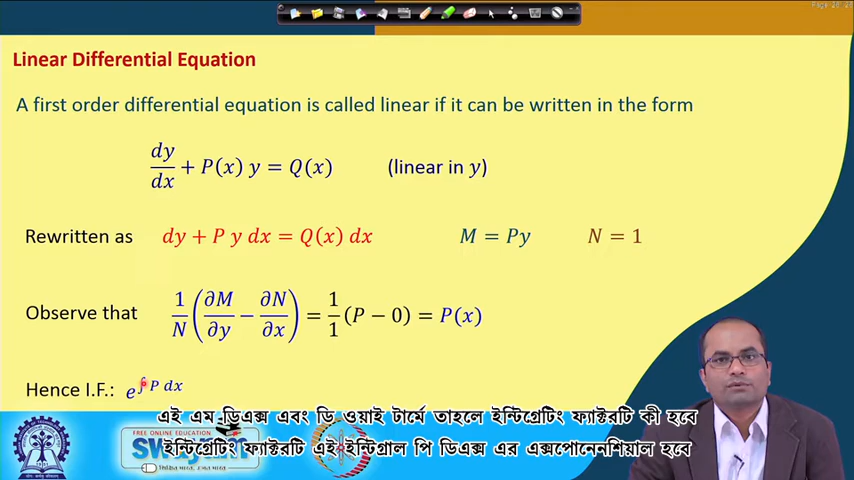 Linear Differential Equation
A first order differential equation is called linear if it can be written in the form
dy/dx + P(x) y = Q(x) (linear in y)
Rewritten as dy + P y dx = Q(x) dx M = Py N = 1
Observe that 1/N (∂M/∂y − ∂N/∂x) = 1/1 (P − 0) = P(x)
Hence I.F.: e^∫ P dx
এই এম ডিএক্স এবং ডি ওয়াই টার্মে তাহলে ইন্টিগ্রেটিং ফ্যাক্টরটি কী হবে
FREE ONLINE EDUCATION
ইন্টিগ্রেটিং ফ্যাক্টরটি এই ইন্টিগ্রাল পি ডিএক্স এর এক্সপোনেনশিয়াল হবে